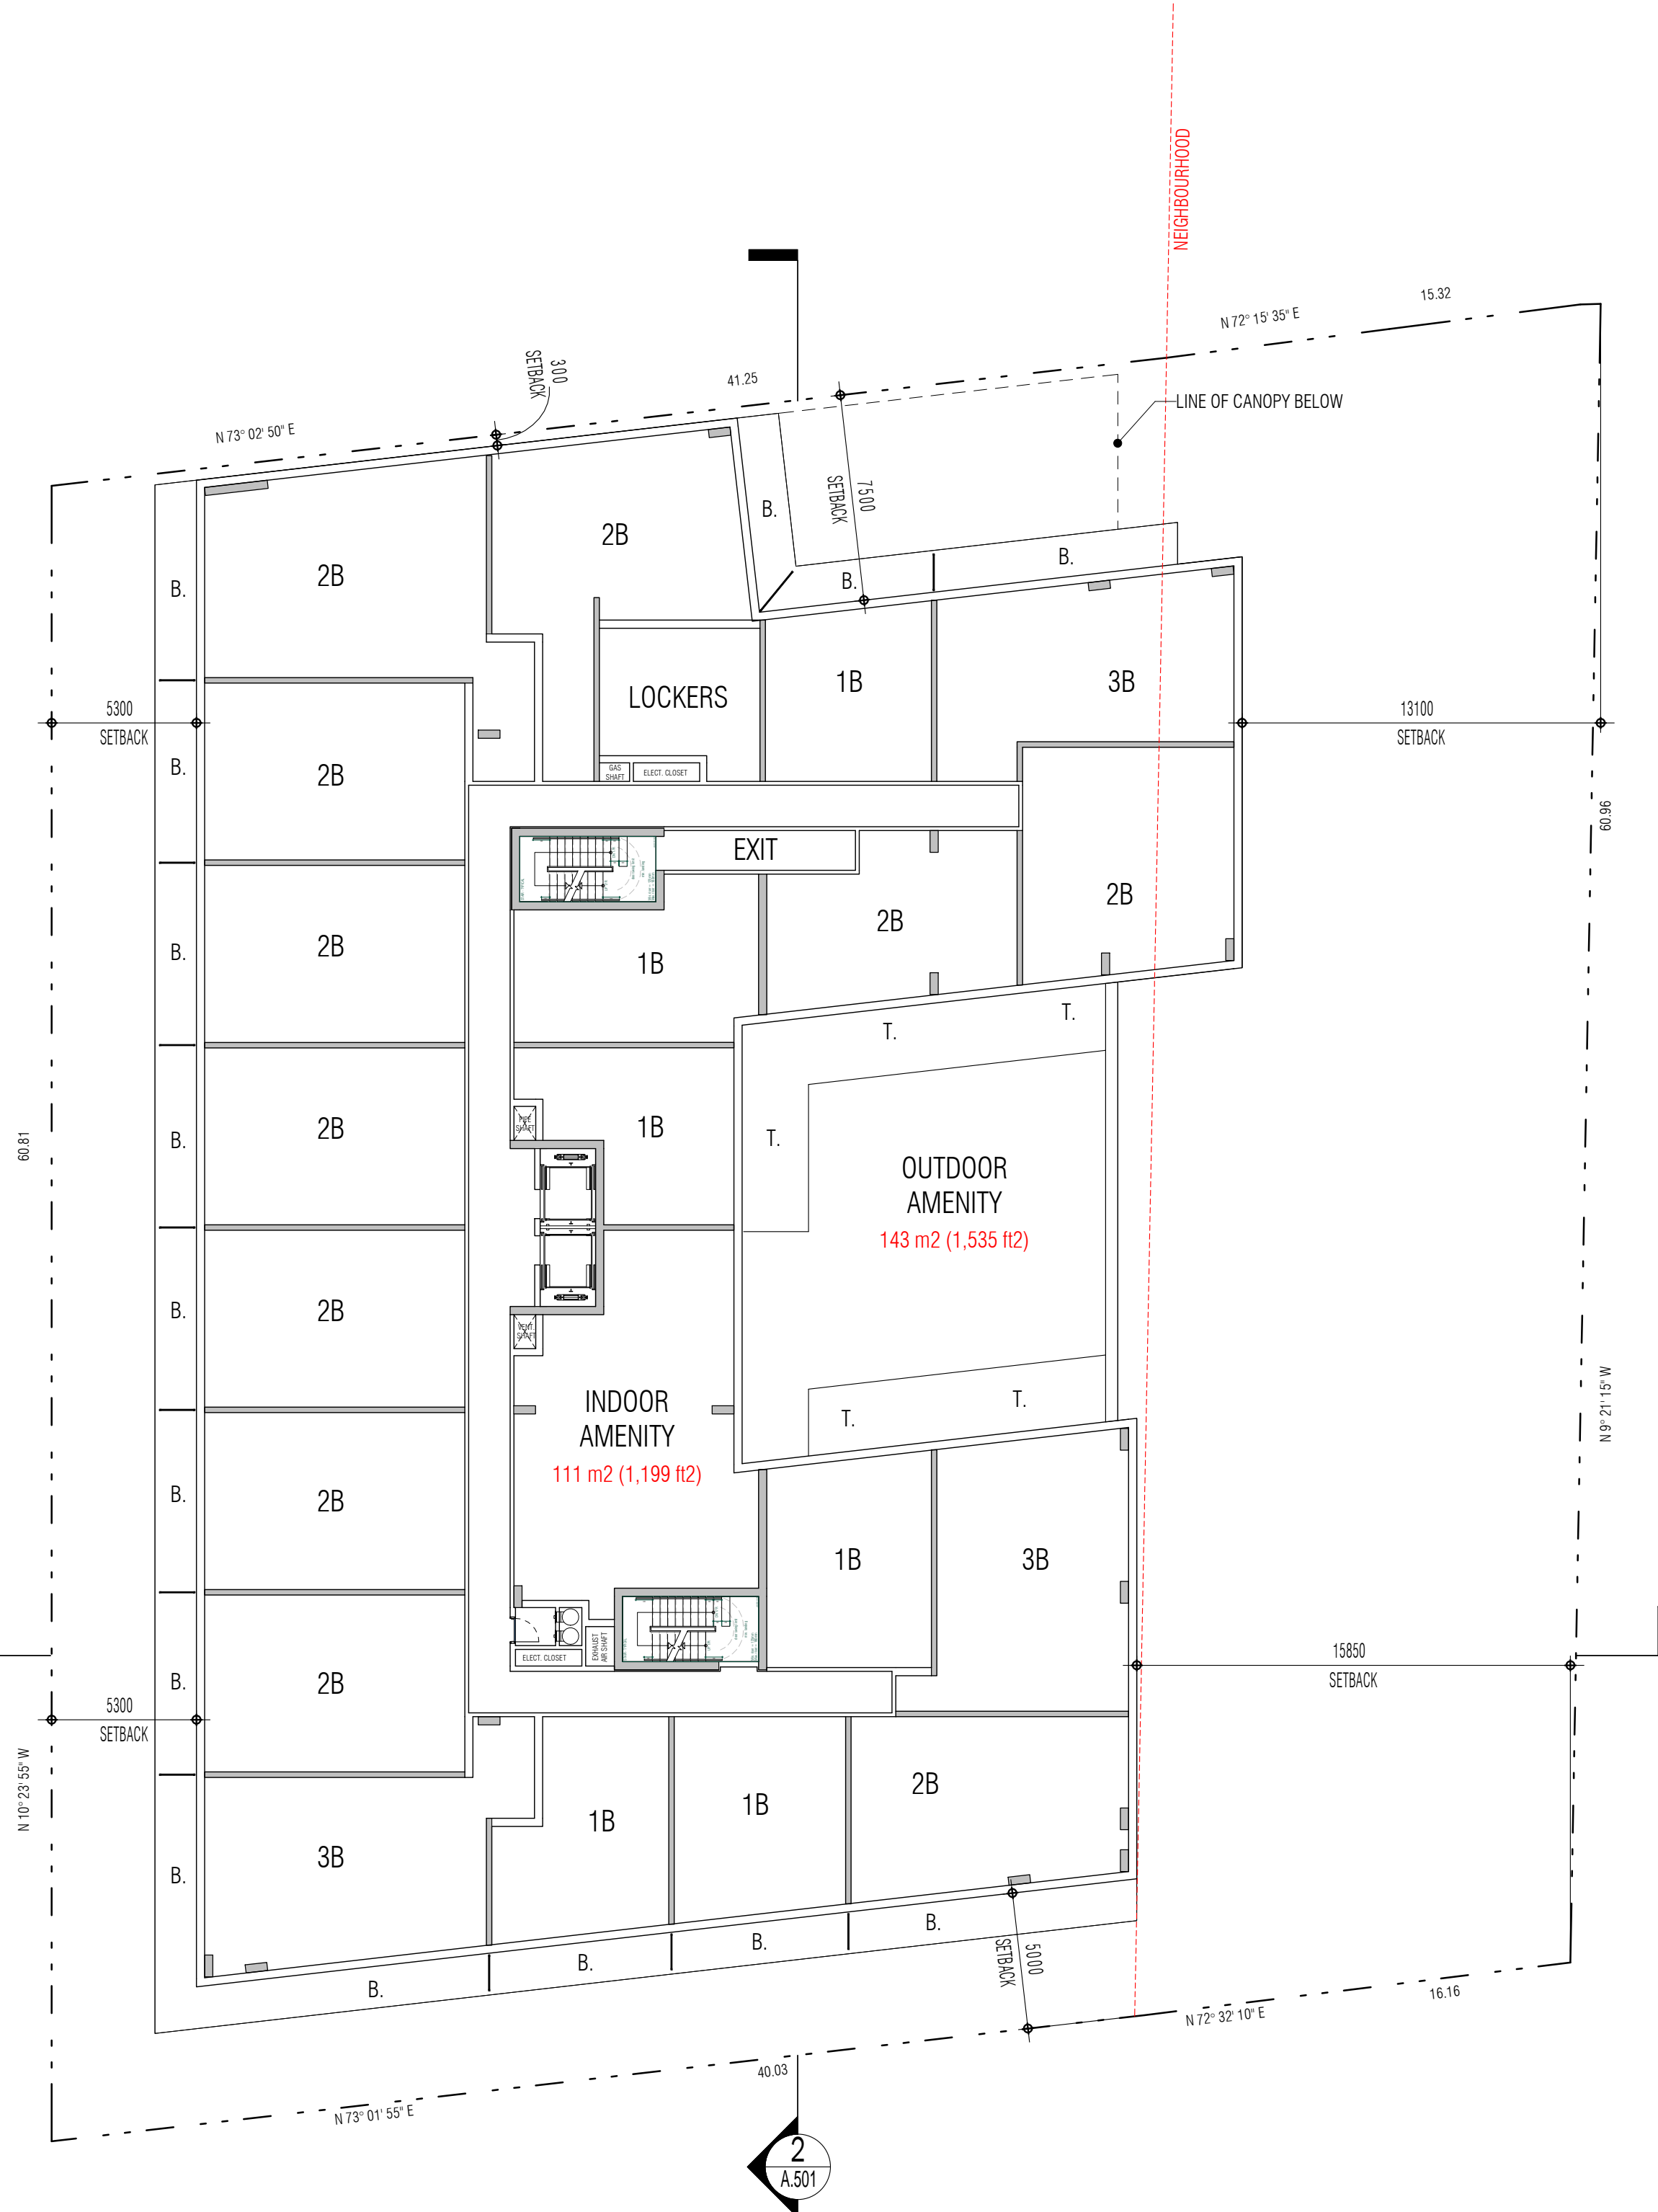 NEIGHBOURHOOD
15.32
N 72° 15' 35" E
300
SETBACK
41.25
LINE OF CANOPY BELOW
N 73° 02' 50" E
7500
SETBACK
B.
2B
B.
B.
2B
B.
LOCKERS
1B
3B
5300
SETBACK
13100
SETBACK
B.
2B
GAS
SHAFT
ELECT. CLOSET
60.96
EXIT
2B
2B
B.
2B
1B
T.
T.
60.81
B.
2B
PIPE
SHAFT
1B
T.
OUTDOOR
AMENITY
143 m2 (1,535 ft2)
B.
2B
VENT.
SHAFT
INDOOR
AMENITY
111 m2 (1,199 ft2)
T.
T.
N 9° 21' 15" W
B.
2B
1B
3B
ELECT. CLOSET
EXHAUST
AIR SHAFT
15850
SETBACK
B.
2B
5300
SETBACK
N 10° 23' 55" W
2B
1B
1B
3B
B.
B.
B.
B.
B.
5000
SETBACK
16.16
N 72° 32' 10" E
40.03
N 73° 01' 55" E
2
A.501